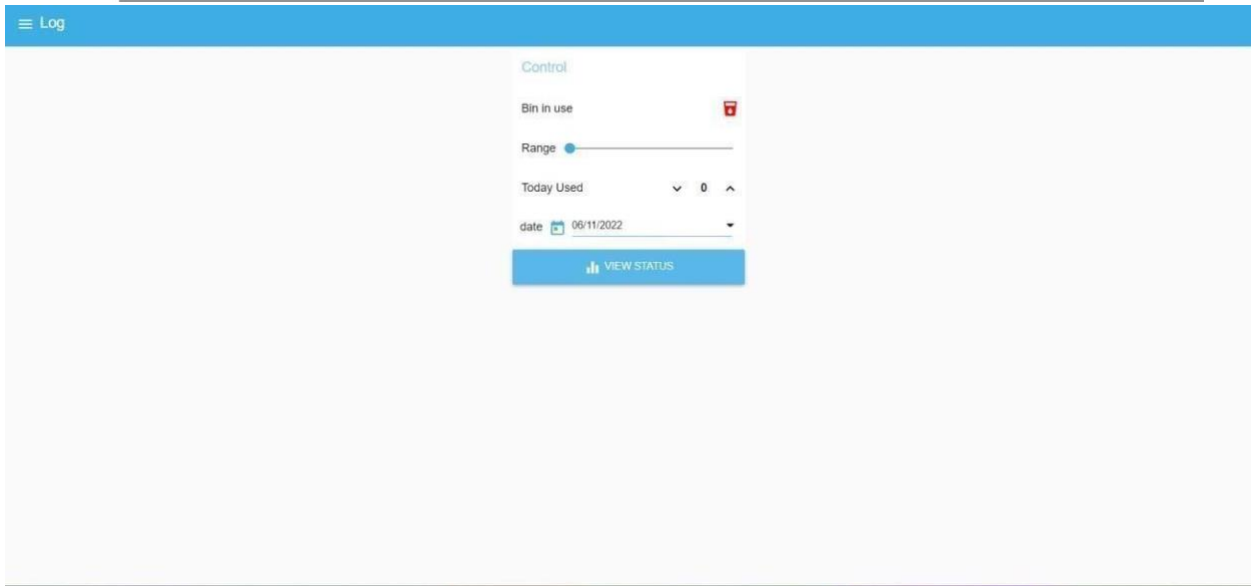 Log
Control
Bin in use
Range
Today Used 0
date 06/11/2022
VIEW STATUS